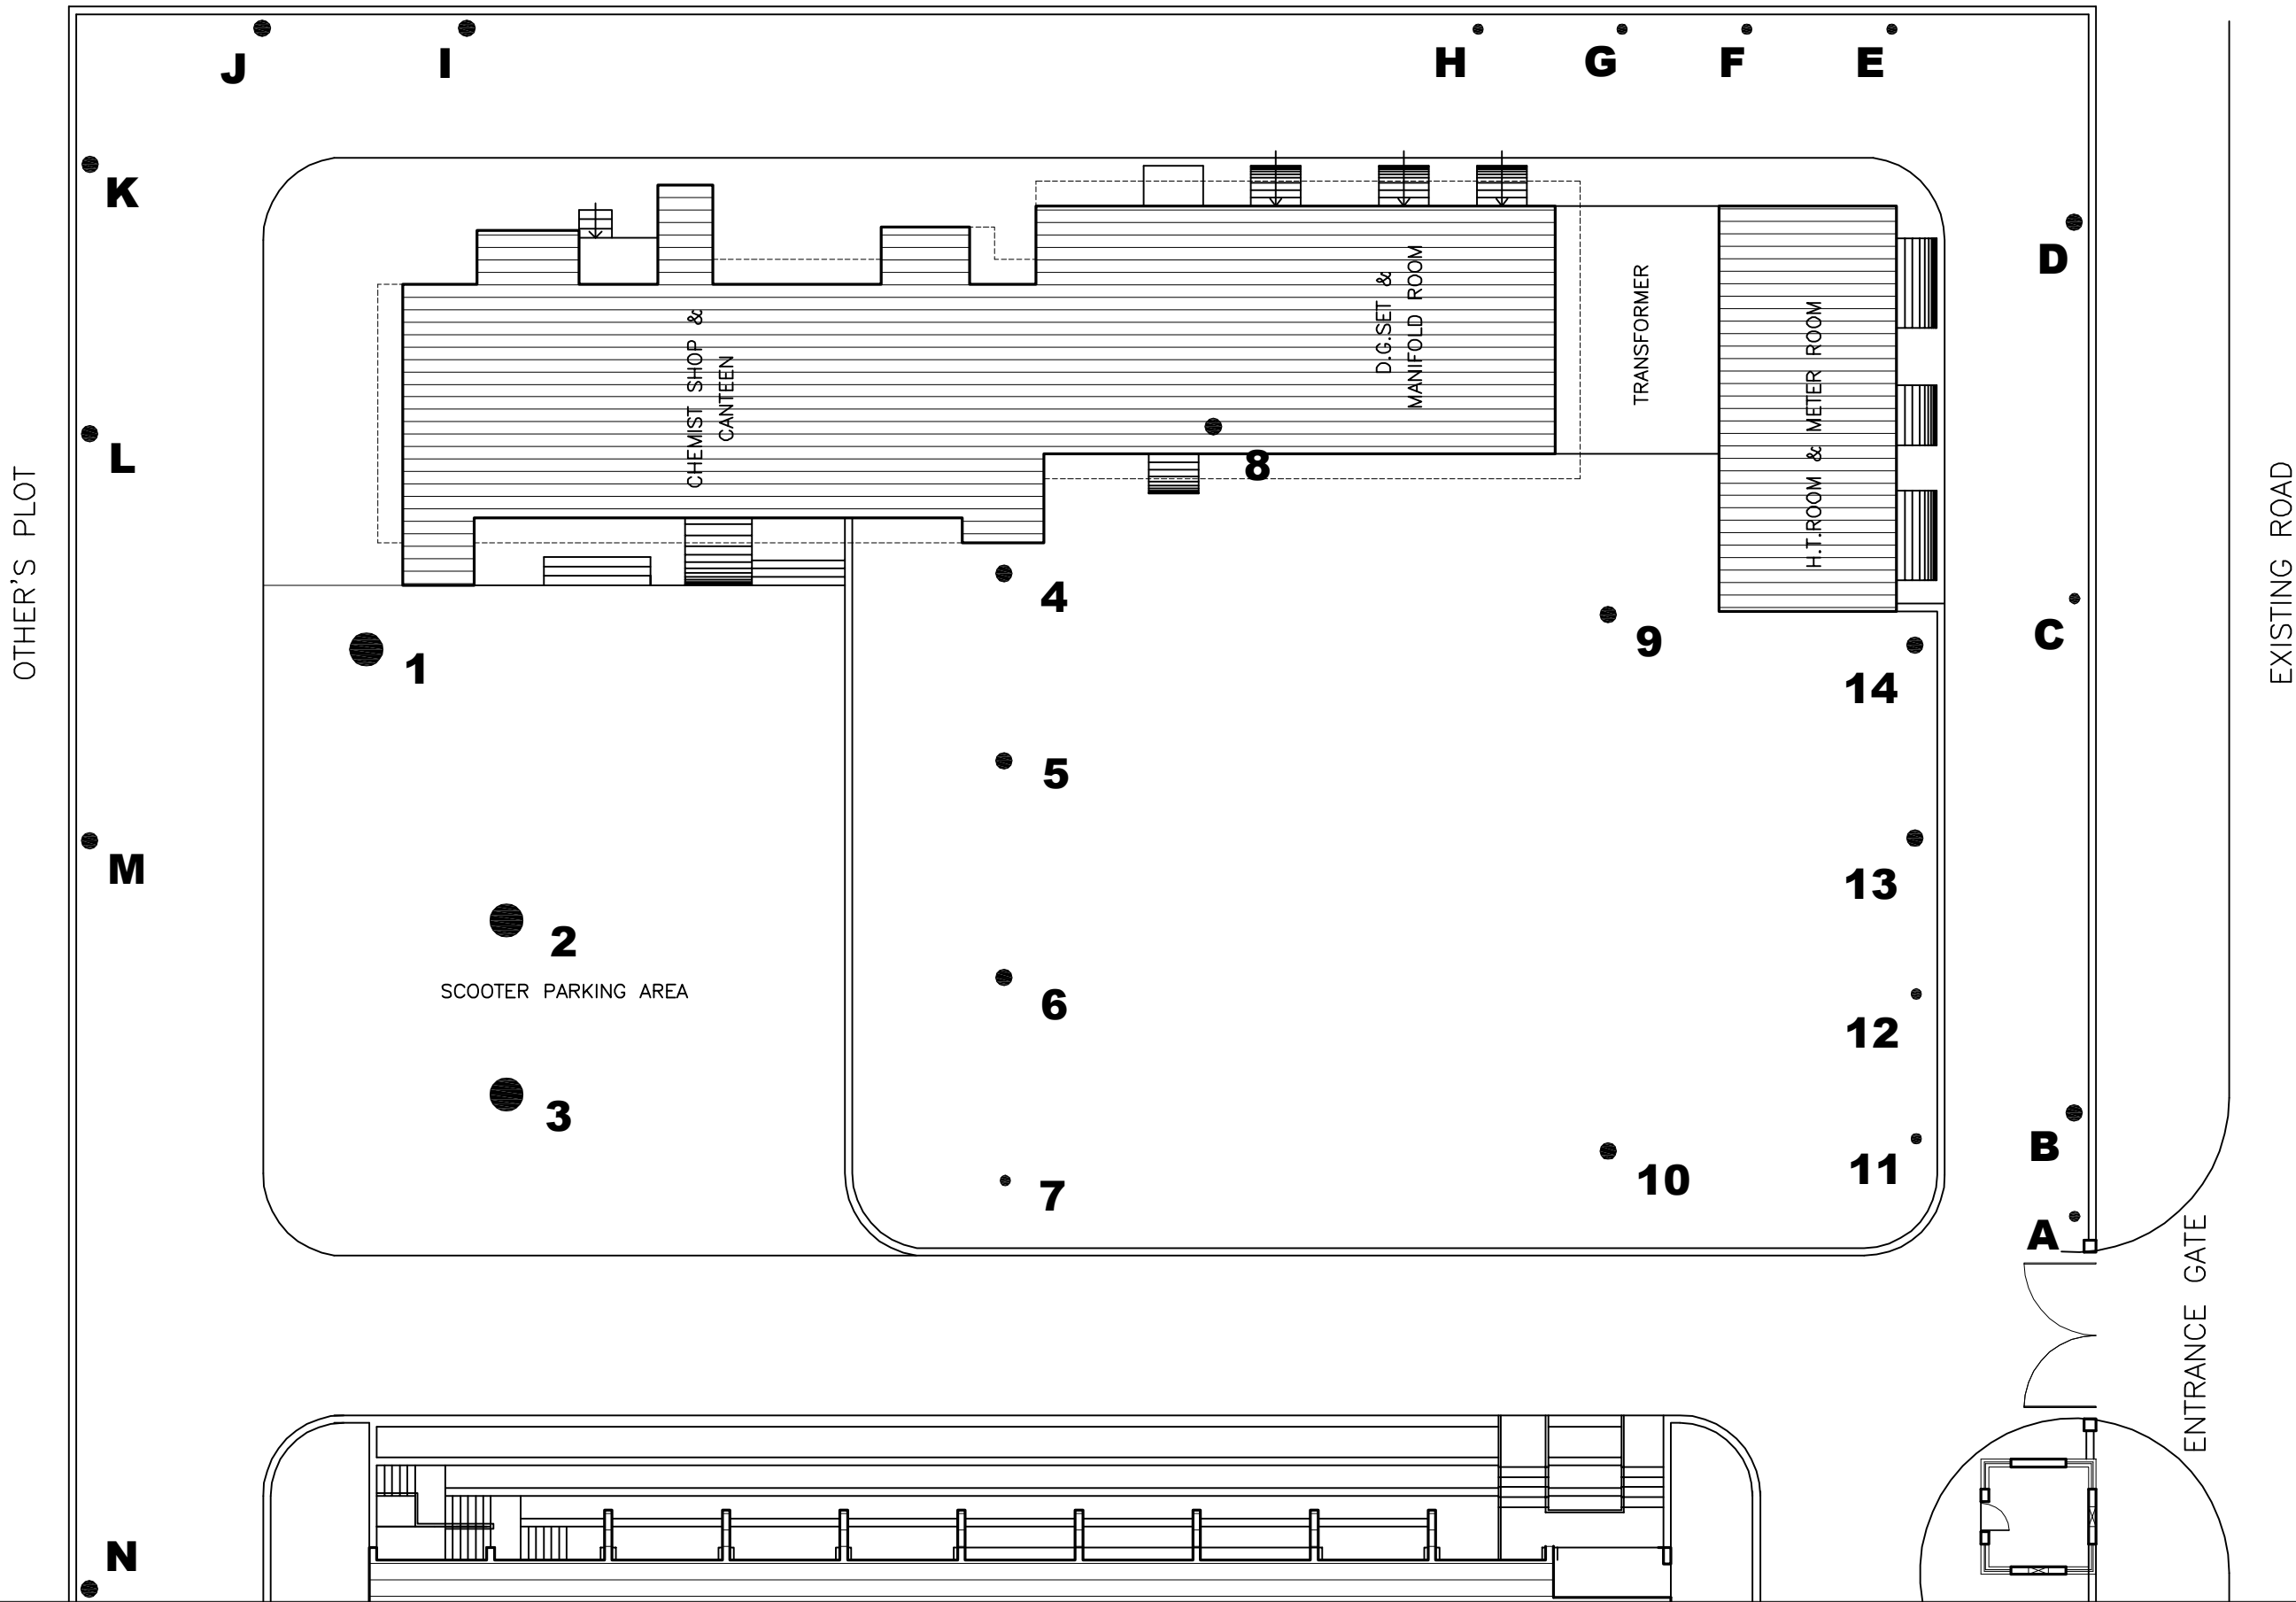 J
I
H
G
F
E
K
D
L
8
CHEMIST SHOP &
CANTEEN
D.G.SET &
MANIFOLD ROOM
TRANSFORMER
H.T.ROOM & METER ROOM
OTHER'S PLOT
EXISTING ROAD
4
9
C
1
14
5
M
13
2
SCOOTER PARKING AREA
6
12
3
B
11
10
7
A
ENTRANCE GATE
N